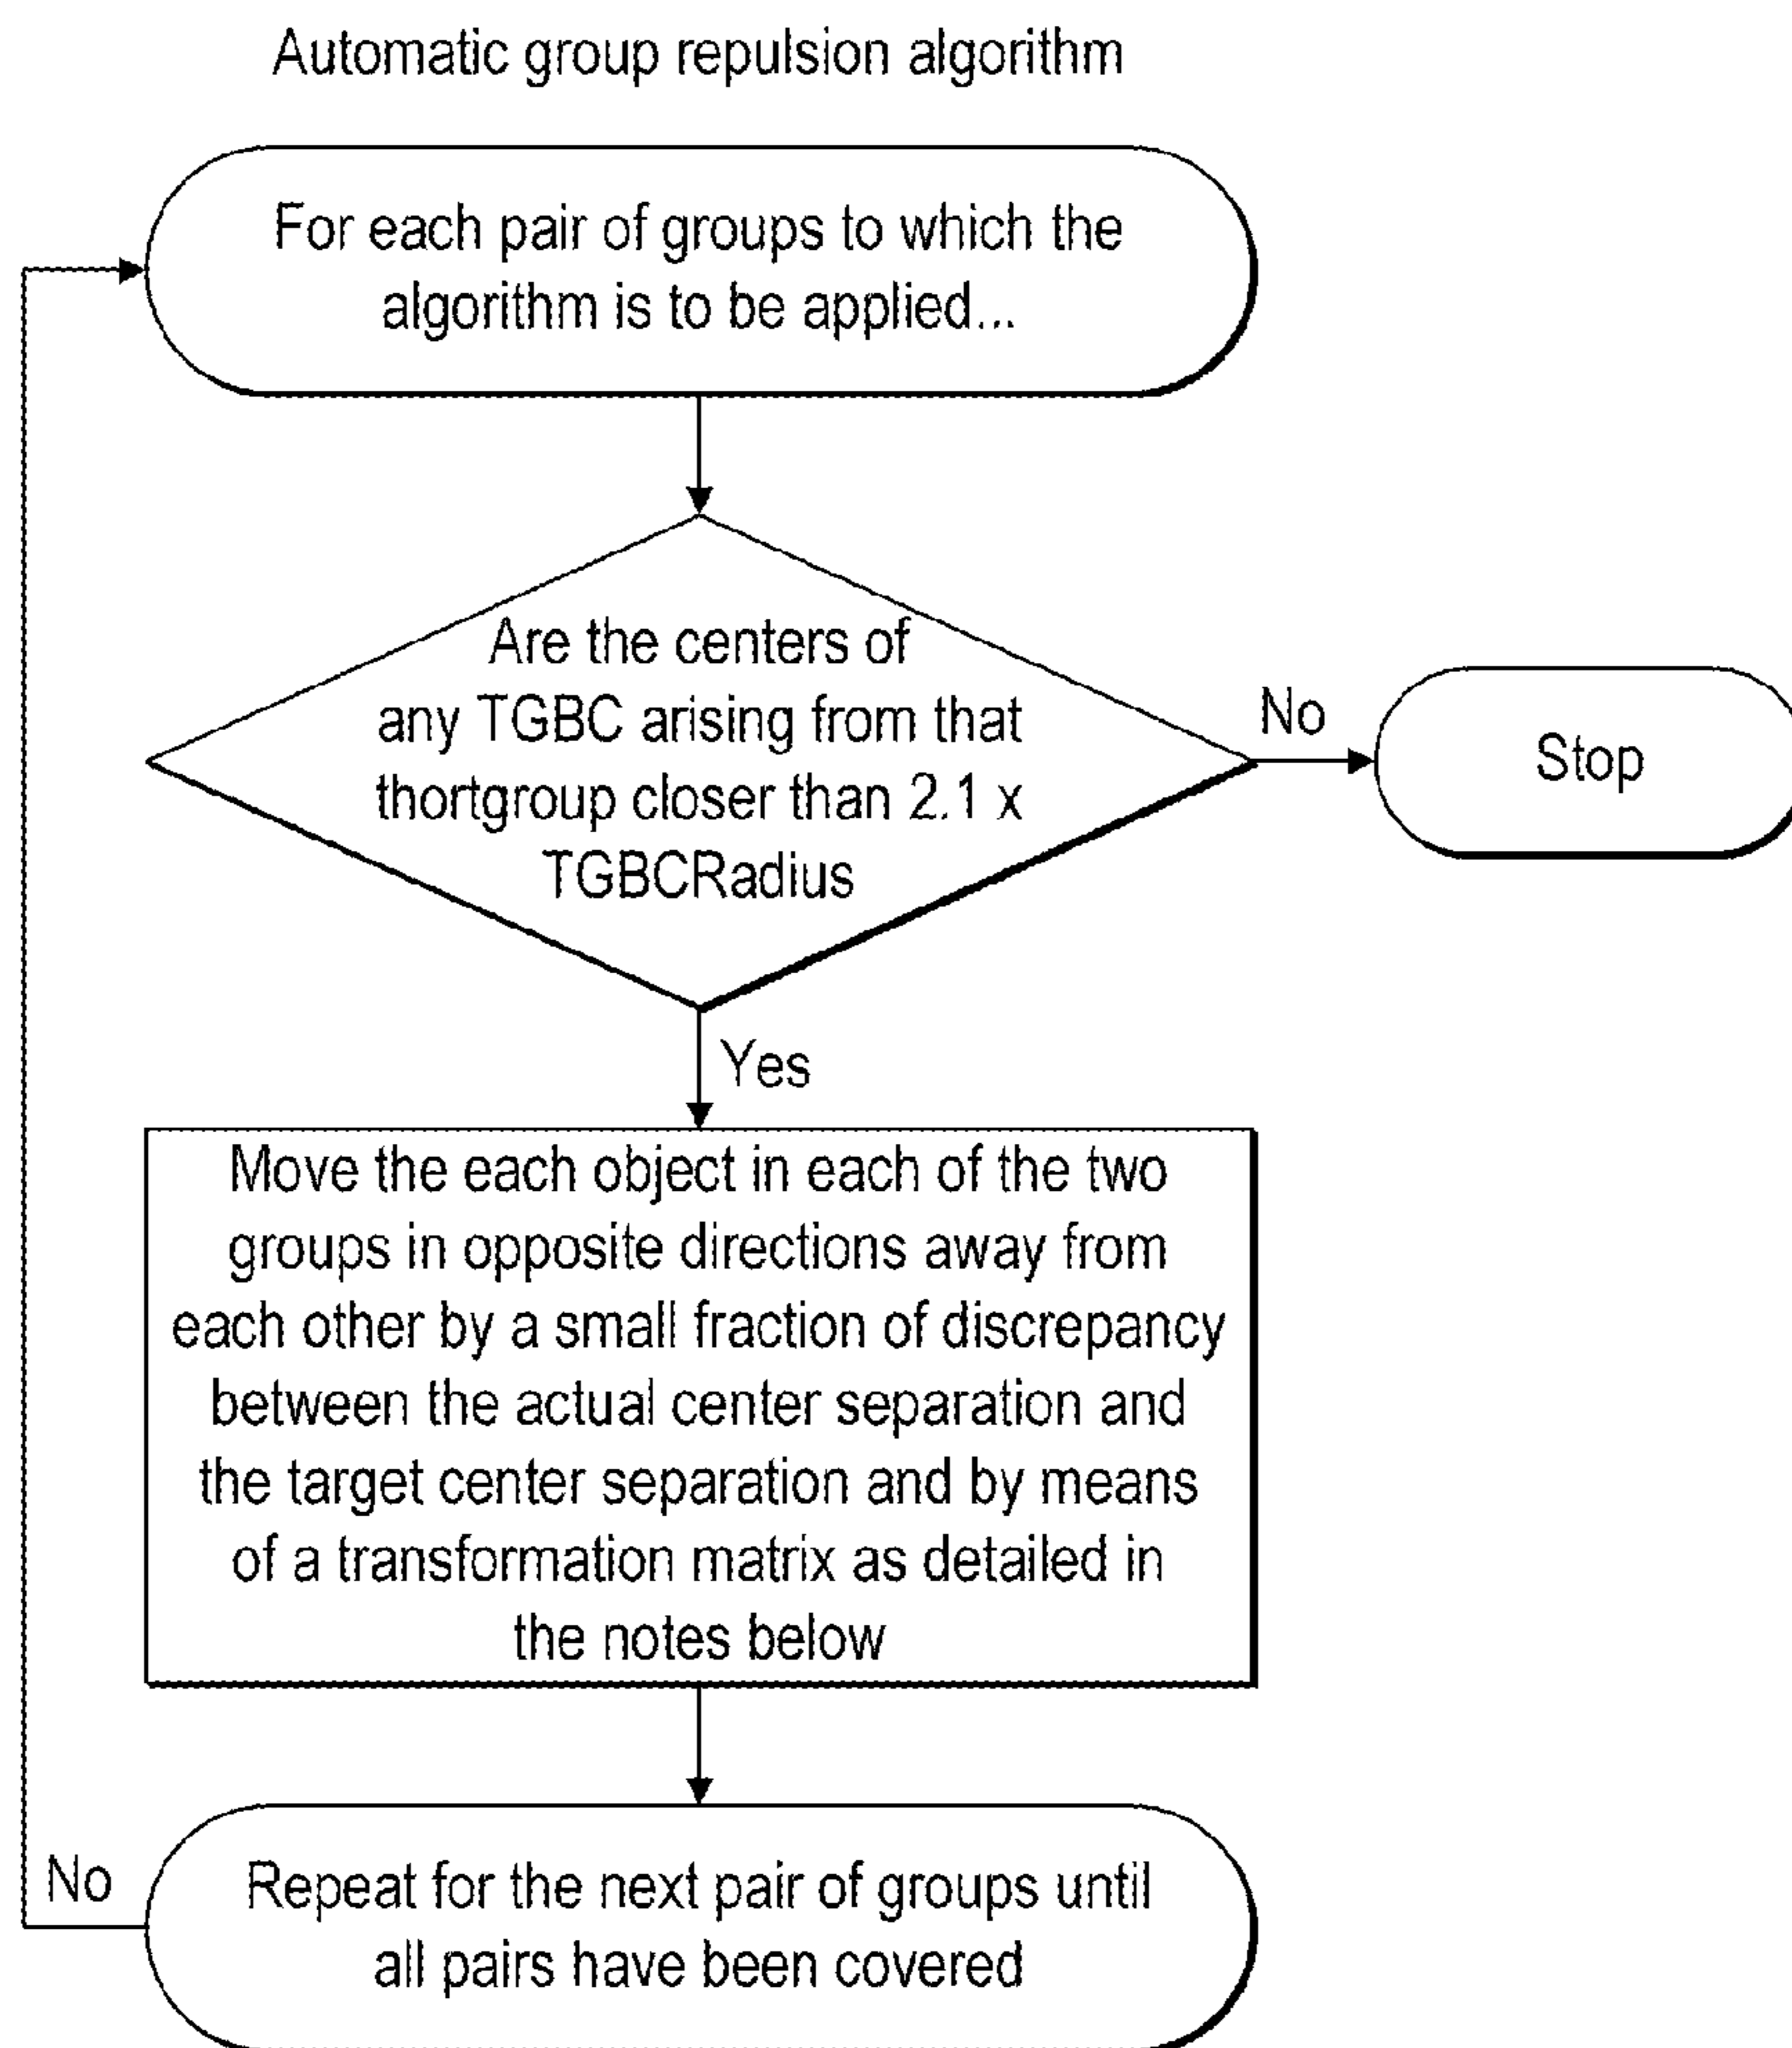 Automatic group repulsion algorithm
For each pair of groups to which the
algorithm is to be applied...
Are the centers of
any TGBC arising from that
thortgroup closer than 2.1 x
TGBCRadius
No
Stop
Yes
Move the each object in each of the two
groups in opposite directions away from
each other by a small fraction of discrepancy
between the actual center separation and
the target center separation and by means
of a transformation matrix as detailed in
the notes below
No
Repeat for the next pair of groups until
all pairs have been covered